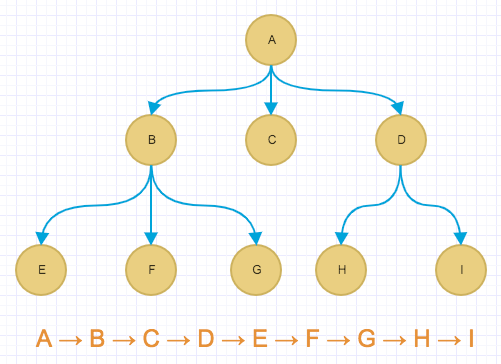 A
B C D
E F G H I
A → B → C → D → E → F → G → H → I